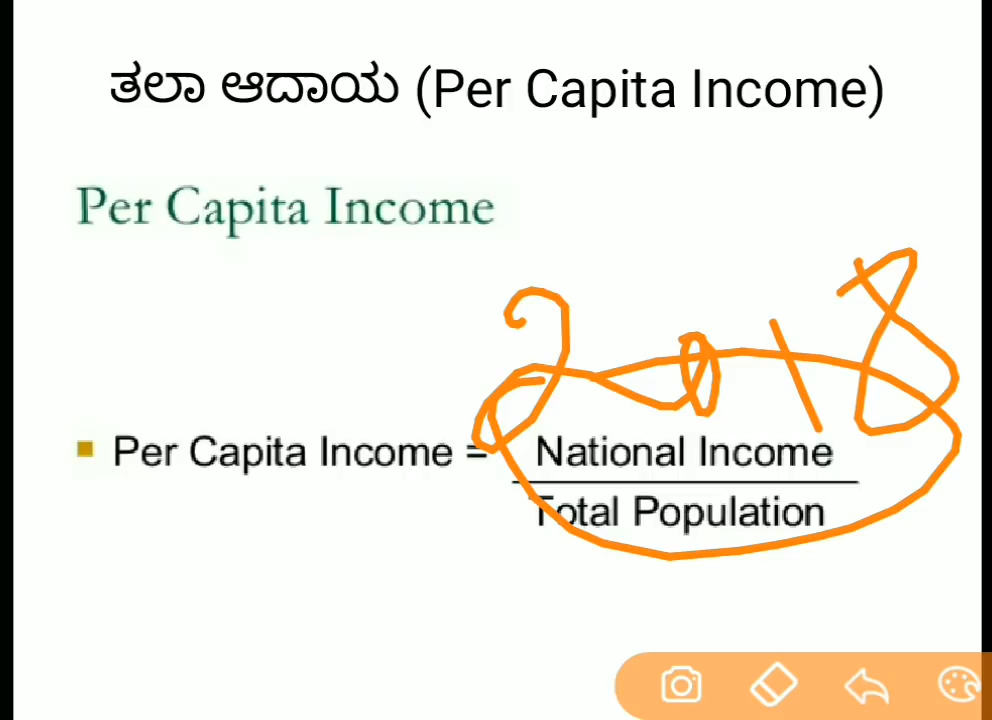 ತಲಾ ಆದಾಯ (Per Capita Income)
Per Capita Income
2018
Per Capita Income = National Income
Total Population